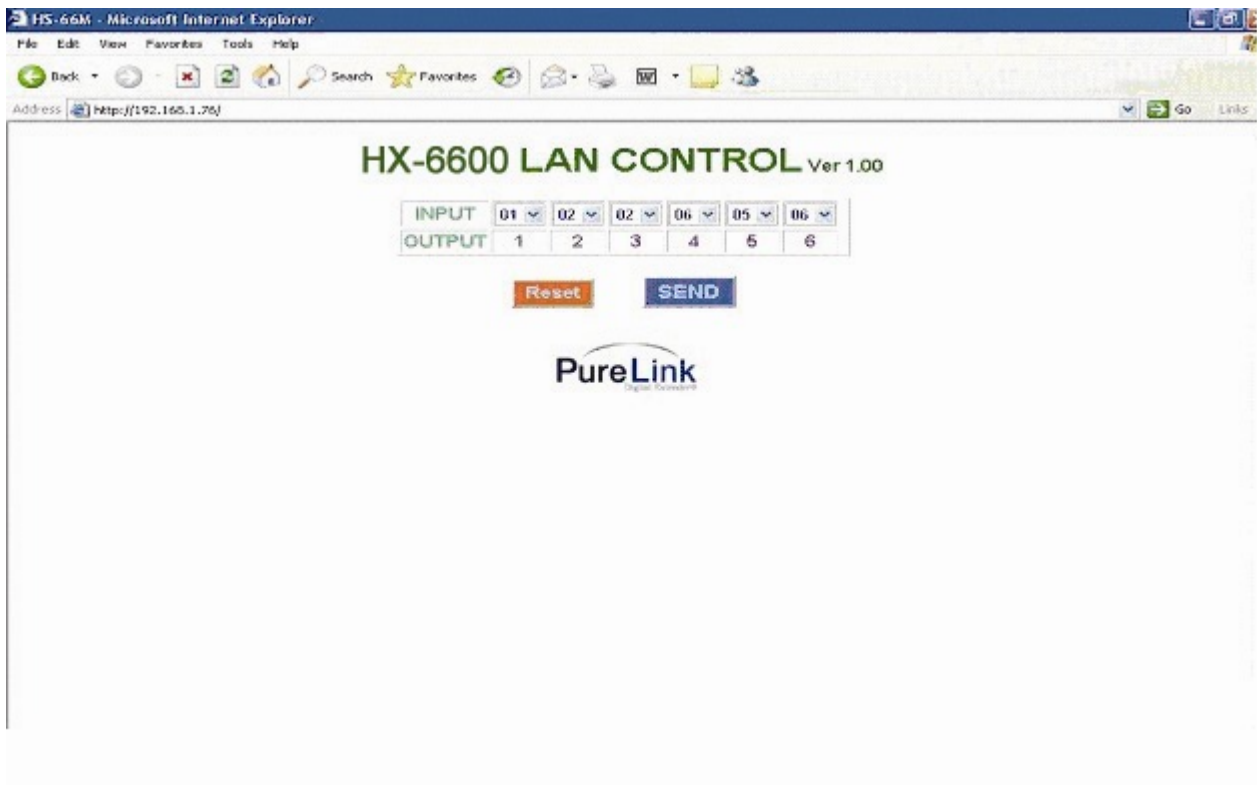 HS-66M - Microsoft Internet Explorer
File Edit View Favorites Tools Help
Back Search Favorites
Address http://192.168.1.76/ Go Links
HX-6600 LAN CONTROL Ver 1.00
INPUT 01 02 02 06 05 06
OUTPUT 1 2 3 4 5 6
Reset SEND
PureLink